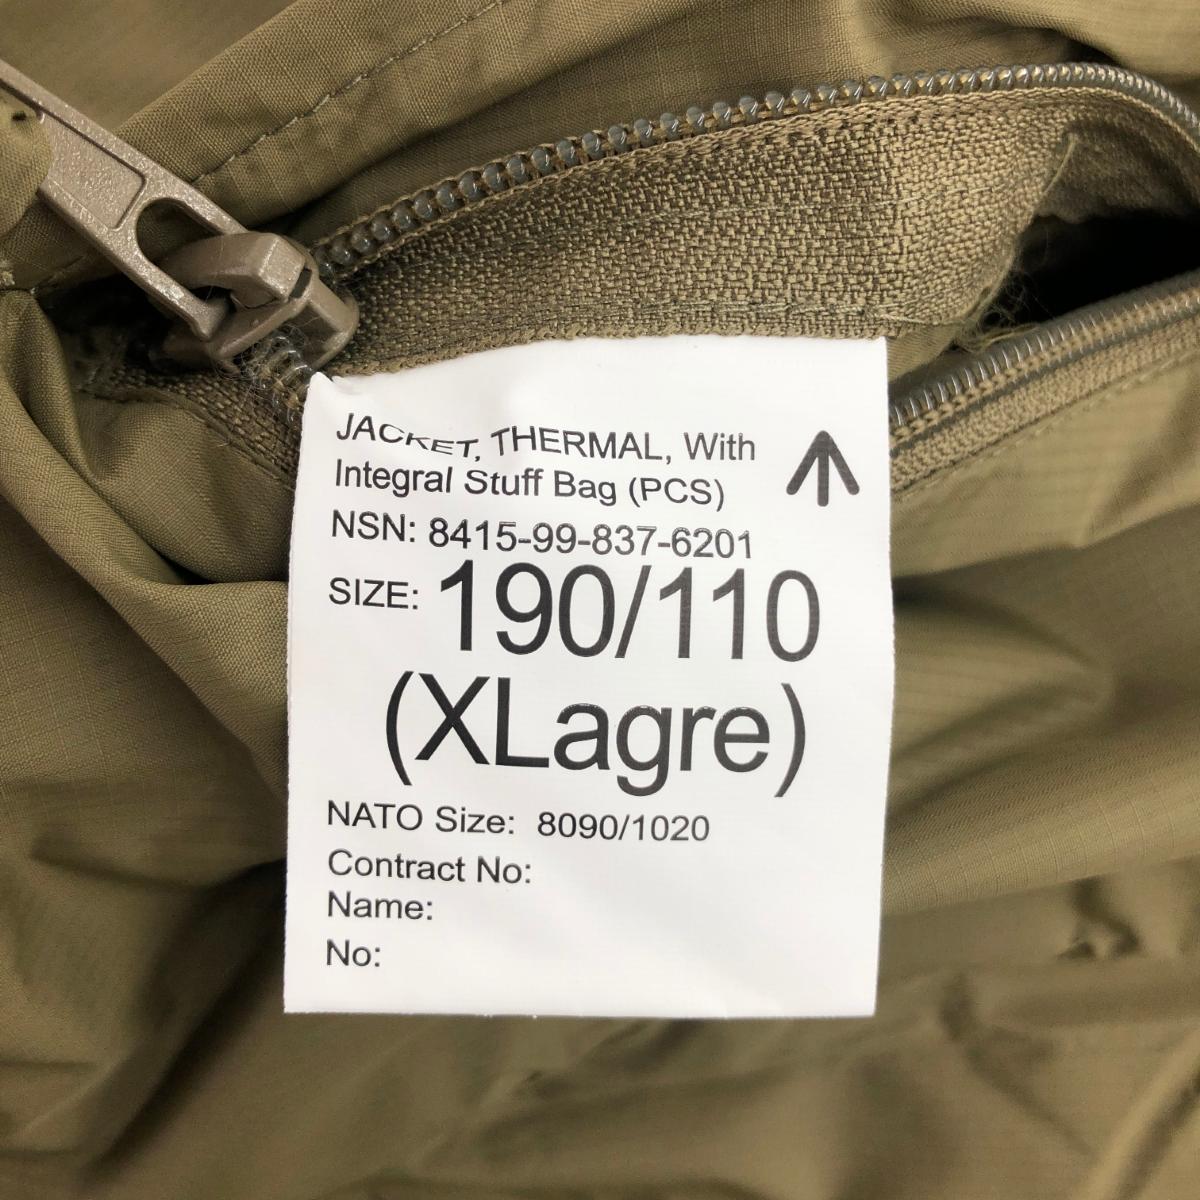 JACKET, THERMAL, With
Integral Stuff Bag (PCS)
NSN: 8415-99-837-6201
SIZE: 190/110
(XLagre)
NATO Size: 8090/1020
Contract No:
Name:
No: